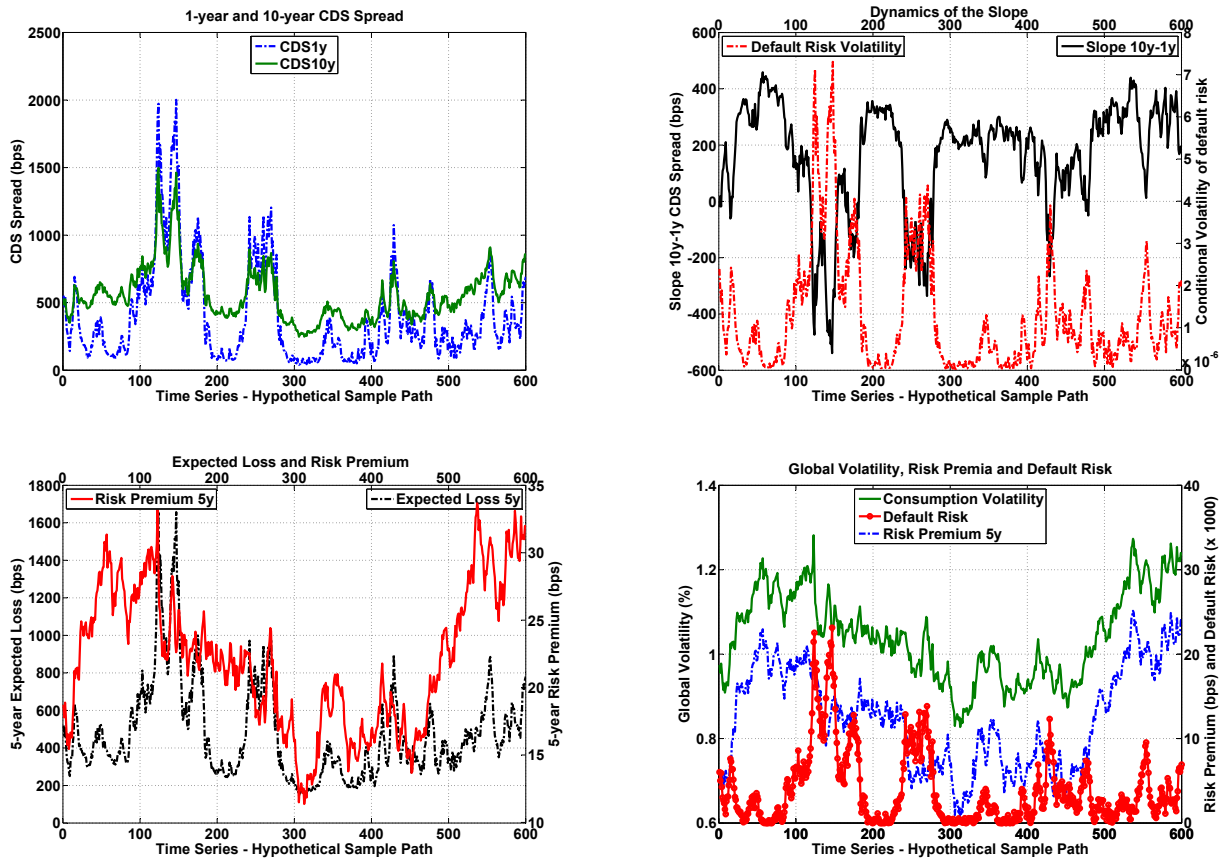 1-year and 10-year CDS Spread
2500
2000
1500
1000
500
0
CDS Spread (bps)
CDS1y
CDS10y
0 100 200 300 400 500 600
Time Series - Hypothetical Sample Path
Dynamics of the Slope
0 100 200 300 400 500 600
600
400
200
0
-200
-400
-600
Slope 10y-1y CDS Spread (bps)
Default Risk Volatility
Slope 10y-1y
8
7
6
5
4
3
2
1
0
x 10-6
Conditional Volatility of default risk
0 100 200 300 400 500 600
Time Series - Hypothetical Sample Path
Expected Loss and Risk Premium
0 100 200 300 400 500 600
1800
1600
1400
1200
1000
800
600
400
200
0
5-year Expected Loss (bps)
Risk Premium 5y
Expected Loss 5y
35
30
25
20
15
10
5-year Risk Premium (bps)
0 100 200 300 400 500 600
Time Series - Hypothetical Sample Path
Global Volatility, Risk Premia and Default Risk
1.4
1.2
1
0.8
0.6
Global Volatility (%)
Consumption Volatility
Default Risk
Risk Premium 5y
40
30
20
10
0
Risk Premium (bps) and Default Risk (x 1000)
0 100 200 300 400 500 600
Time Series - Hypothetical Sample Path